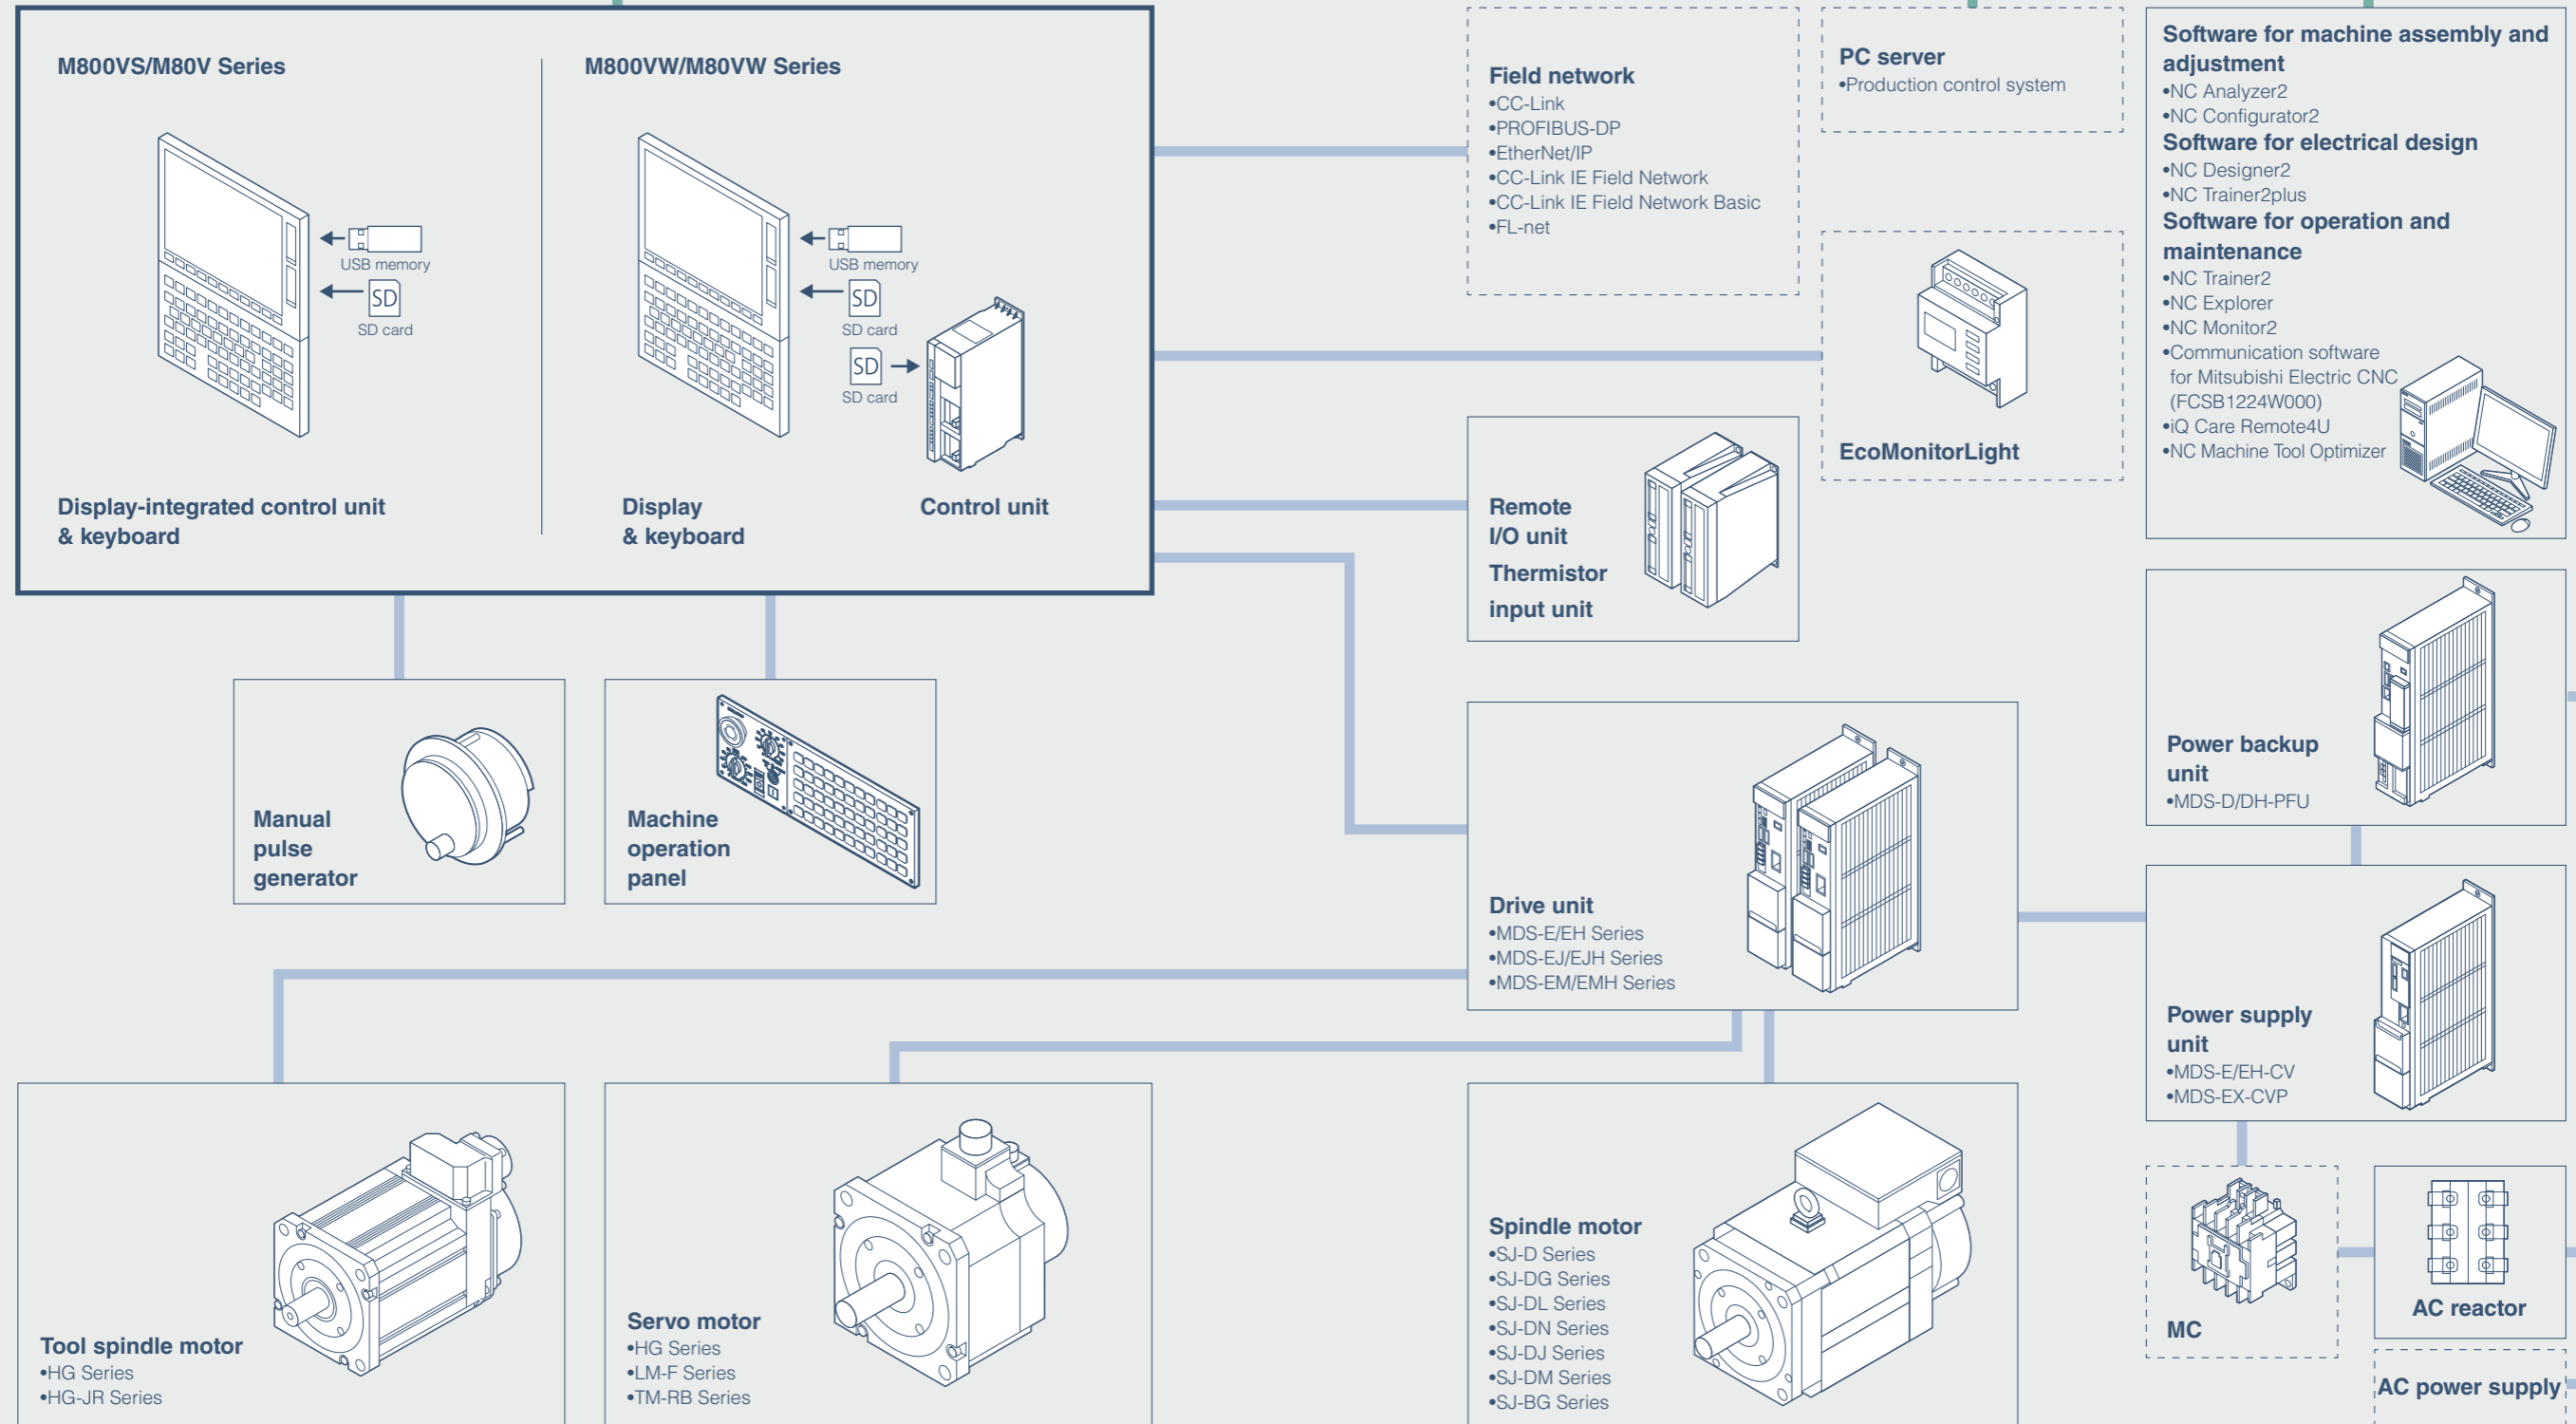 M800VS/M80V Series
USB memory
SD
SD card
Display-integrated control unit
& keyboard
M800VW/M80VW Series
USB memory
SD
SD card
SD
SD card
Display
& keyboard
Control unit
Field network
•CC-Link
•PROFIBUS-DP
•EtherNet/IP
•CC-Link IE Field Network
•CC-Link IE Field Network Basic
•FL-net
PC server
•Production control system
EcoMonitorLight
Software for machine assembly and
adjustment
•NC Analyzer2
•NC Configurator2
Software for electrical design
•NC Designer2
•NC Trainer2plus
Software for operation and
maintenance
•NC Trainer2
•NC Explorer
•NC Monitor2
•Communication software
for Mitsubishi Electric CNC
(FCSB1224W000)
•iQ Care Remote4U
•NC Machine Tool Optimizer
Remote
I/O unit
Thermistor
input unit
Manual
pulse
generator
Machine
operation
panel
Drive unit
•MDS-E/EH Series
•MDS-EJ/EJH Series
•MDS-EM/EMH Series
Power backup
unit
•MDS-D/DH-PFU
Power supply
unit
•MDS-E/EH-CV
•MDS-EX-CVP
Tool spindle motor
•HG Series
•HG-JR Series
Servo motor
•HG Series
•LM-F Series
•TM-RB Series
Spindle motor
•SJ-D Series
•SJ-DG Series
•SJ-DL Series
•SJ-DN Series
•SJ-DJ Series
•SJ-DM Series
•SJ-BG Series
MC
AC reactor
AC power supply